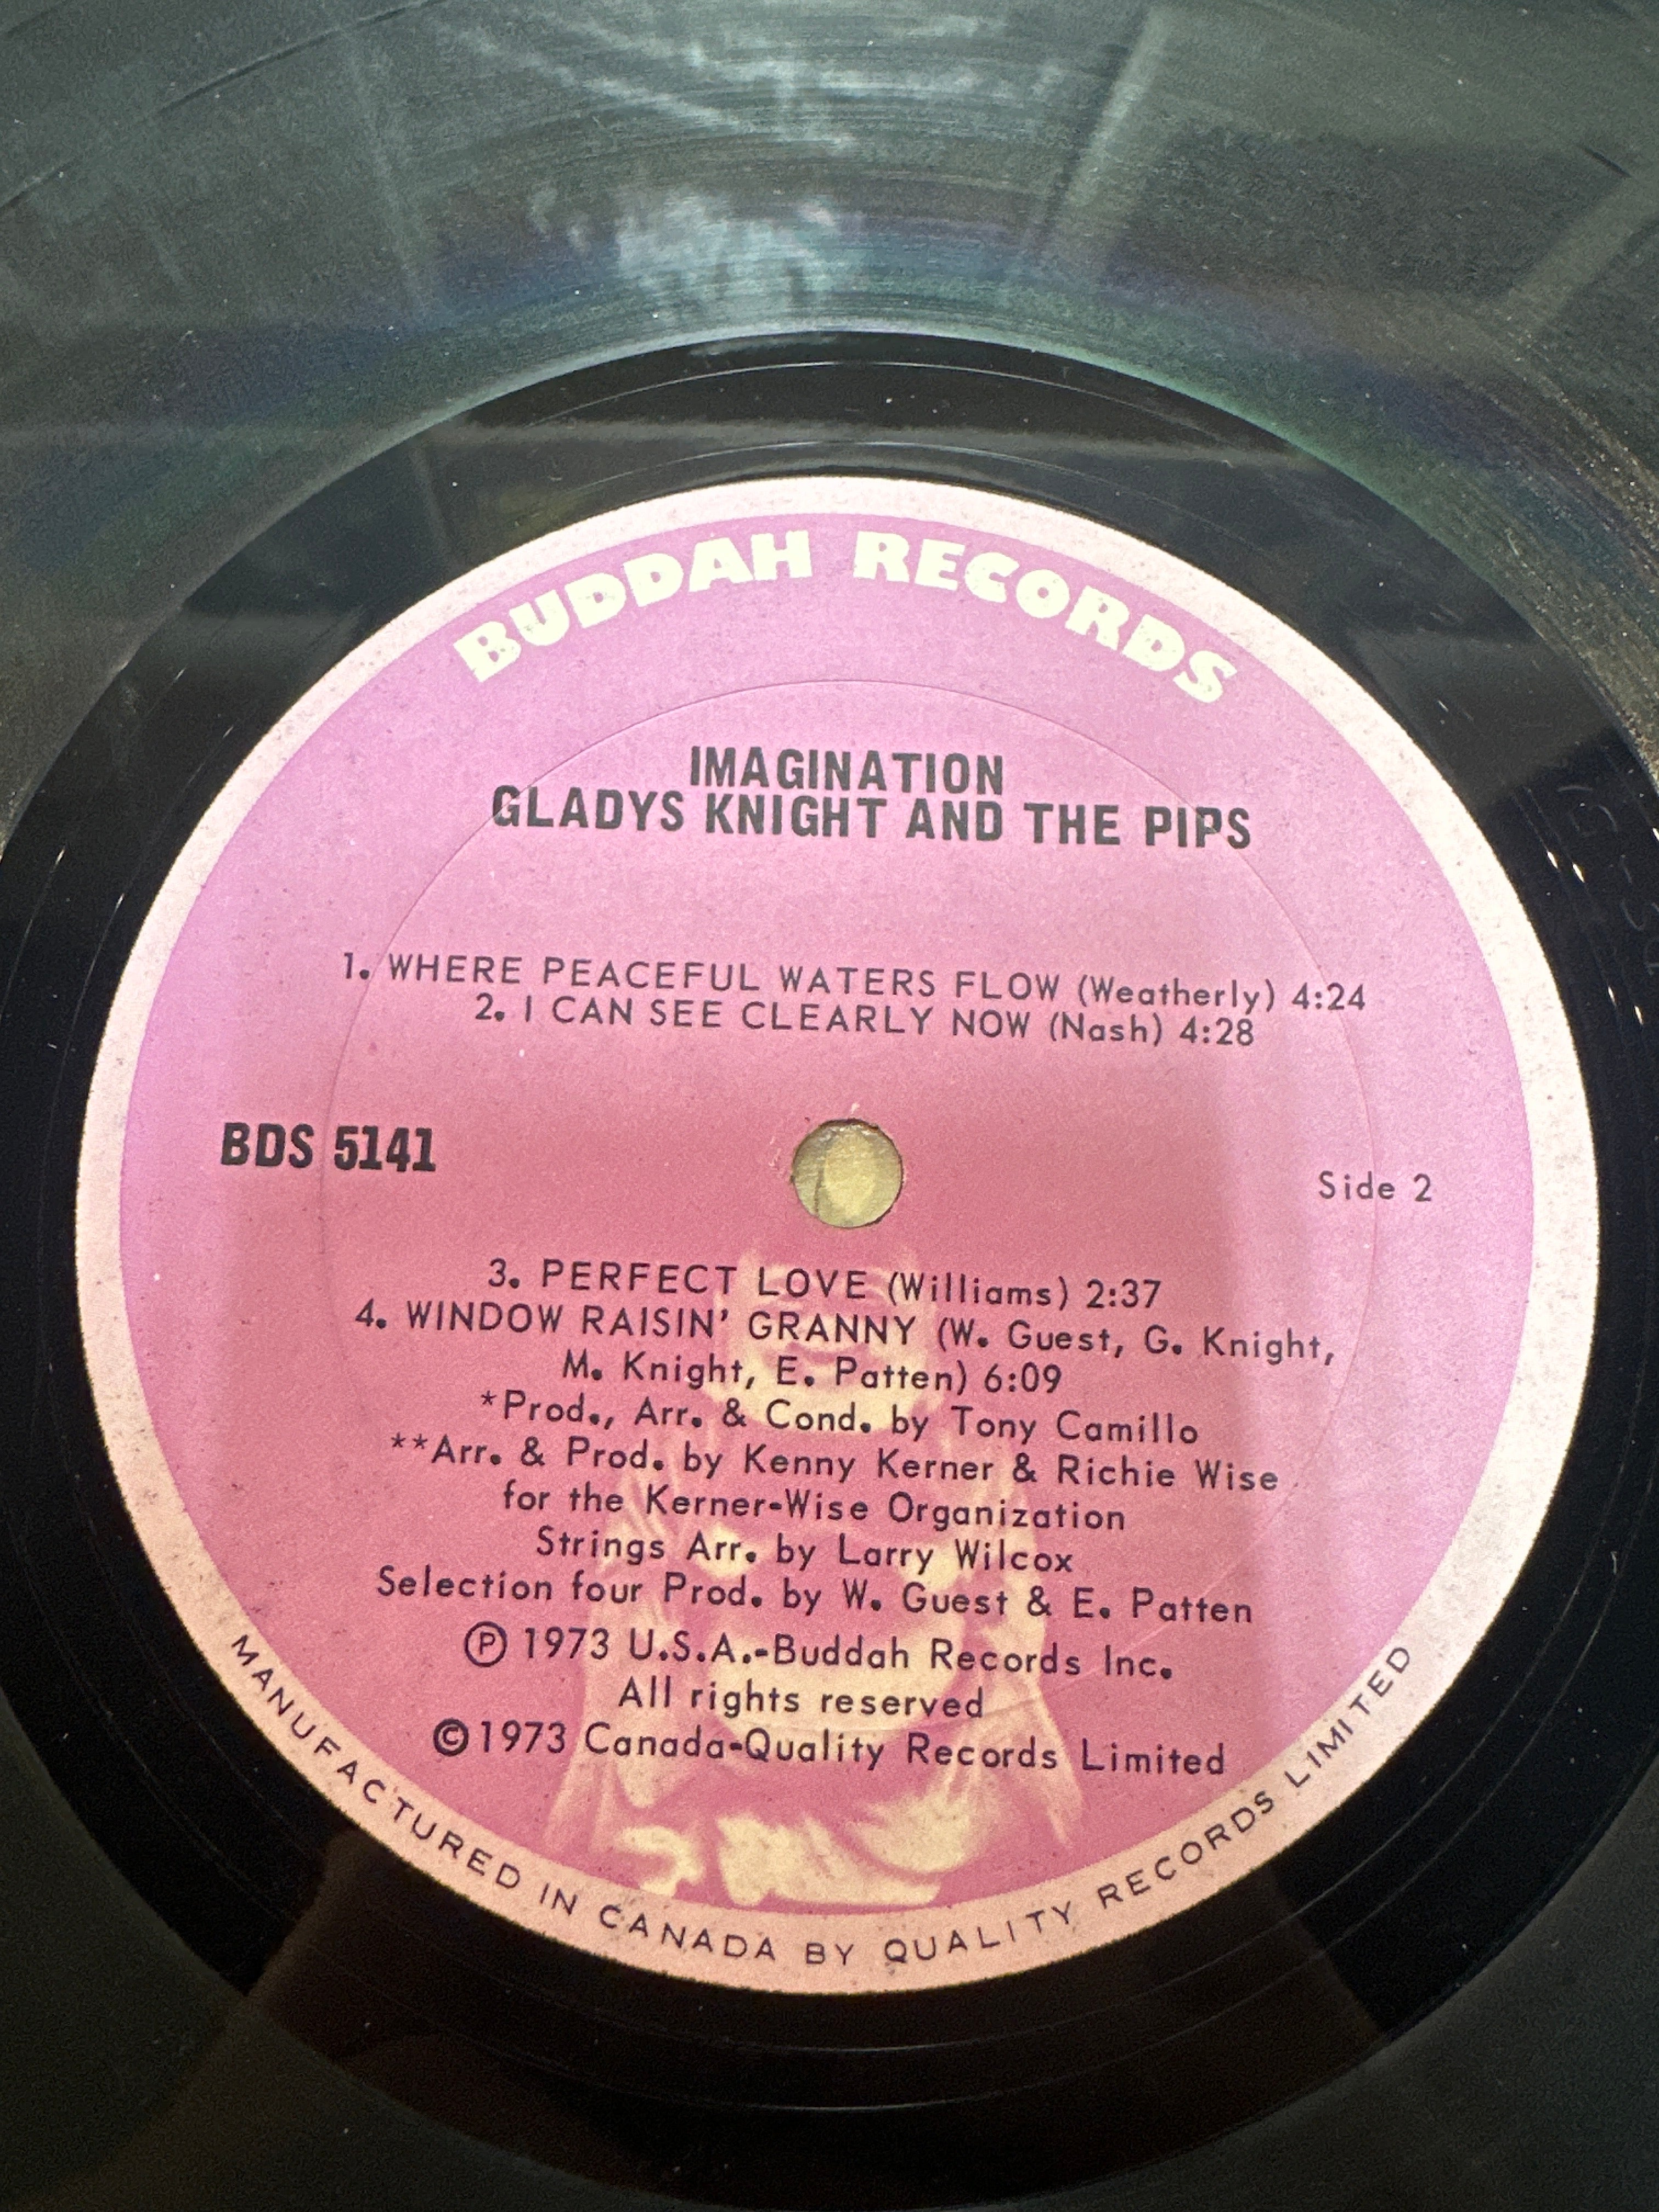 BUDDAH RECORDS
IMAGINATION
GLADYS KNIGHT AND THE PIPS
1. WHERE PEACEFUL WATERS FLOW (Weatherly) 4:24
2. I CAN SEE CLEARLY NOW (Nash) 4:28
BDS 5141
Side 2
3. PERFECT LOVE (Williams) 2:37
4. WINDOW RAISIN' GRANNY (W. Guest, G. Knight,
M. Knight, E. Patten) 6:09
*Prod., Arr. & Cond. by Tony Camillo
**Arr. & Prod. by Kenny Kerner & Richie Wise
for the Kerner-Wise Organization
Strings Arr. by Larry Wilcox
Selection four Prod. by W. Guest & E. Patten
Ⓟ 1973 U.S.A.-Buddah Records Inc.
All rights reserved
©1973 Canada-Quality Records Limited
MANUFACTURED IN CANADA BY QUALITY RECORDS LIMITED